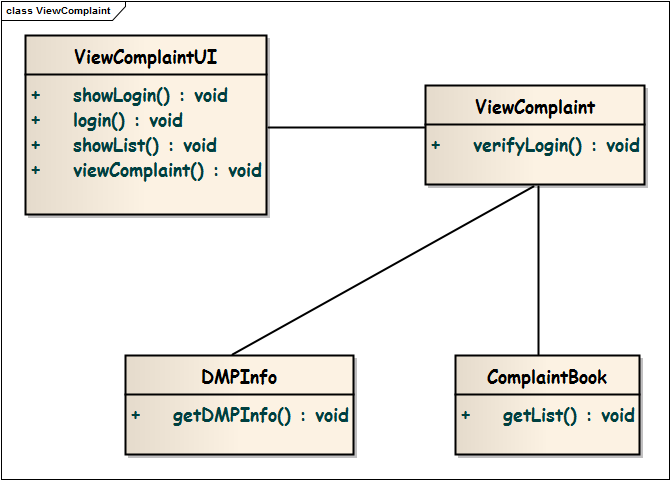 class ViewComplaint
ViewComplaintUI
+ showLogin() : void
+ login() : void
+ showList() : void
+ viewComplaint() : void
ViewComplaint
+ verifyLogin() : void
DMPInfo
+ getDMPInfo() : void
ComplaintBook
+ getList() : void